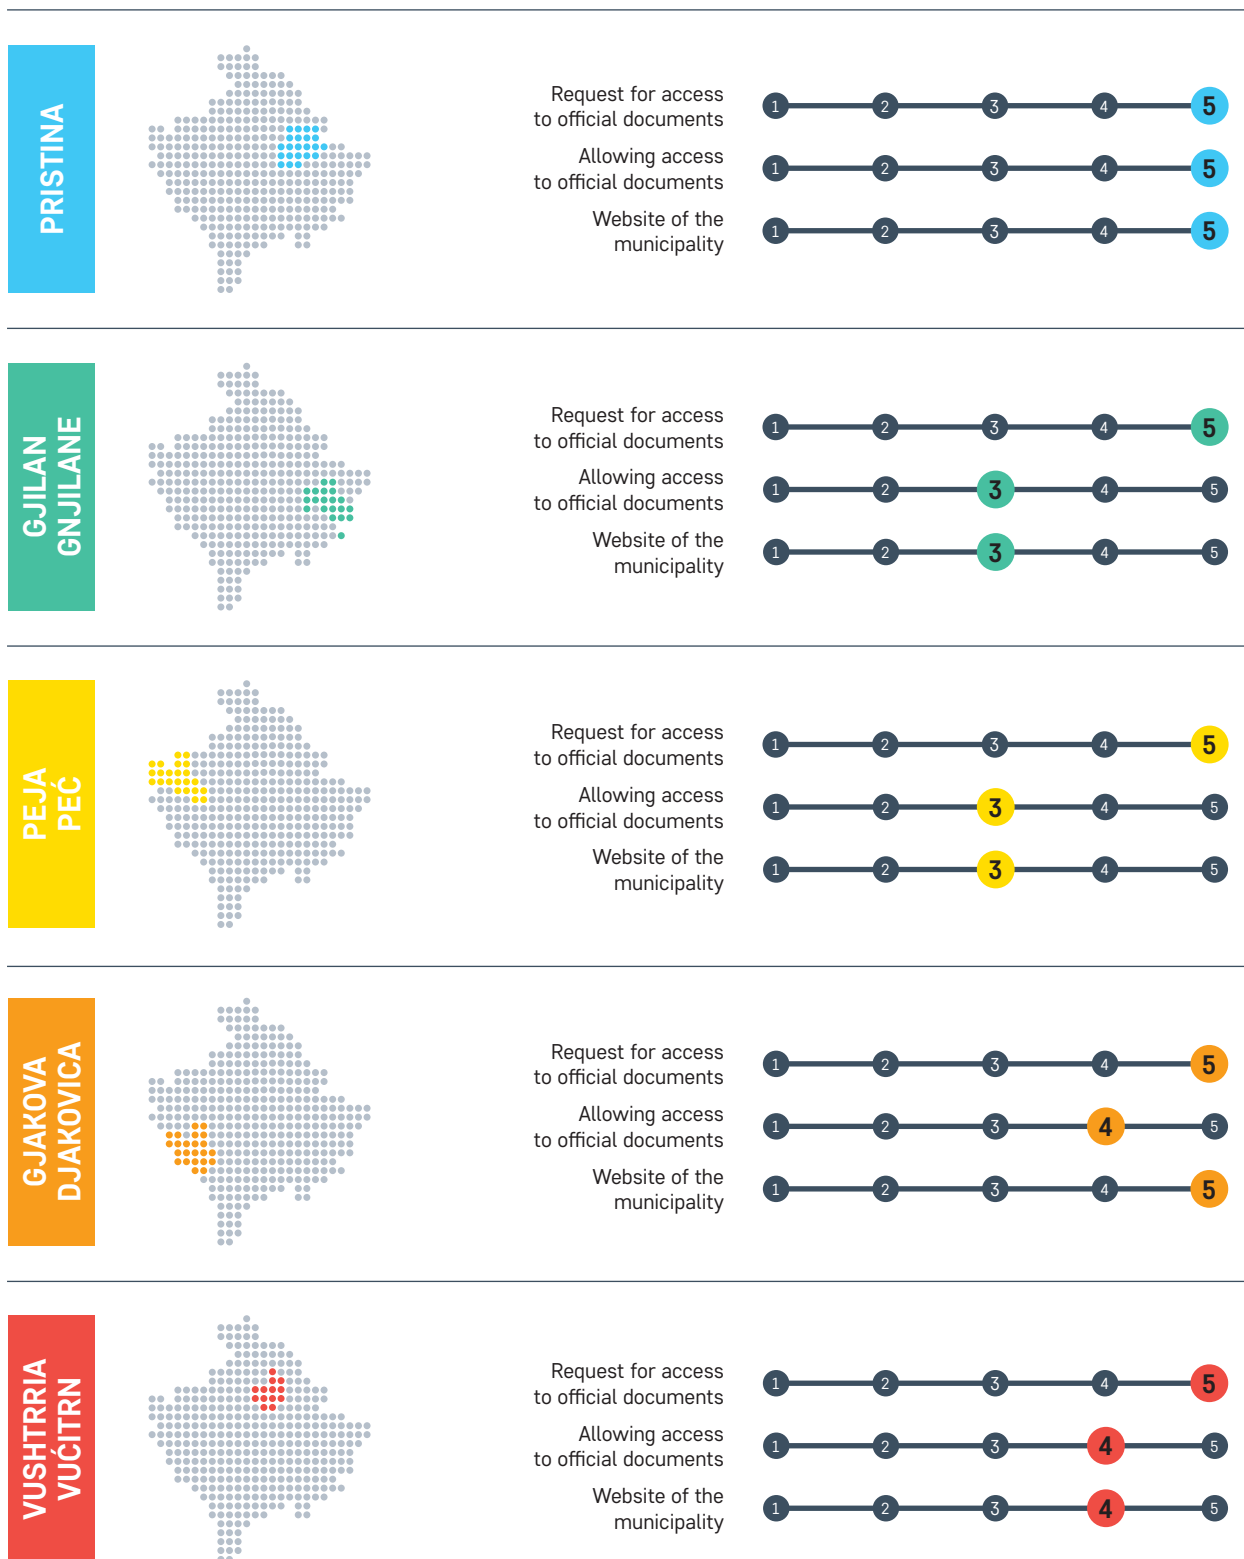 PRISTINA
Request for access
to official documents
1 2 3 4 5
Allowing access
to official documents
1 2 3 4 5
Website of the
municipality
1 2 3 4 5
GJILAN
GNJILANE
Request for access
to official documents
1 2 3 4 5
Allowing access
to official documents
1 2 3 4 5
Website of the
municipality
1 2 3 4 5
PEJA
PEĆ
Request for access
to official documents
1 2 3 4 5
Allowing access
to official documents
1 2 3 4 5
Website of the
municipality
1 2 3 4 5
GJAKOVA
DJAKOVICA
Request for access
to official documents
1 2 3 4 5
Allowing access
to official documents
1 2 3 4 5
Website of the
municipality
1 2 3 4 5
VUSHTRRIA
VUĆITRN
Request for access
to official documents
1 2 3 4 5
Allowing access
to official documents
1 2 3 4 5
Website of the
municipality
1 2 3 4 5